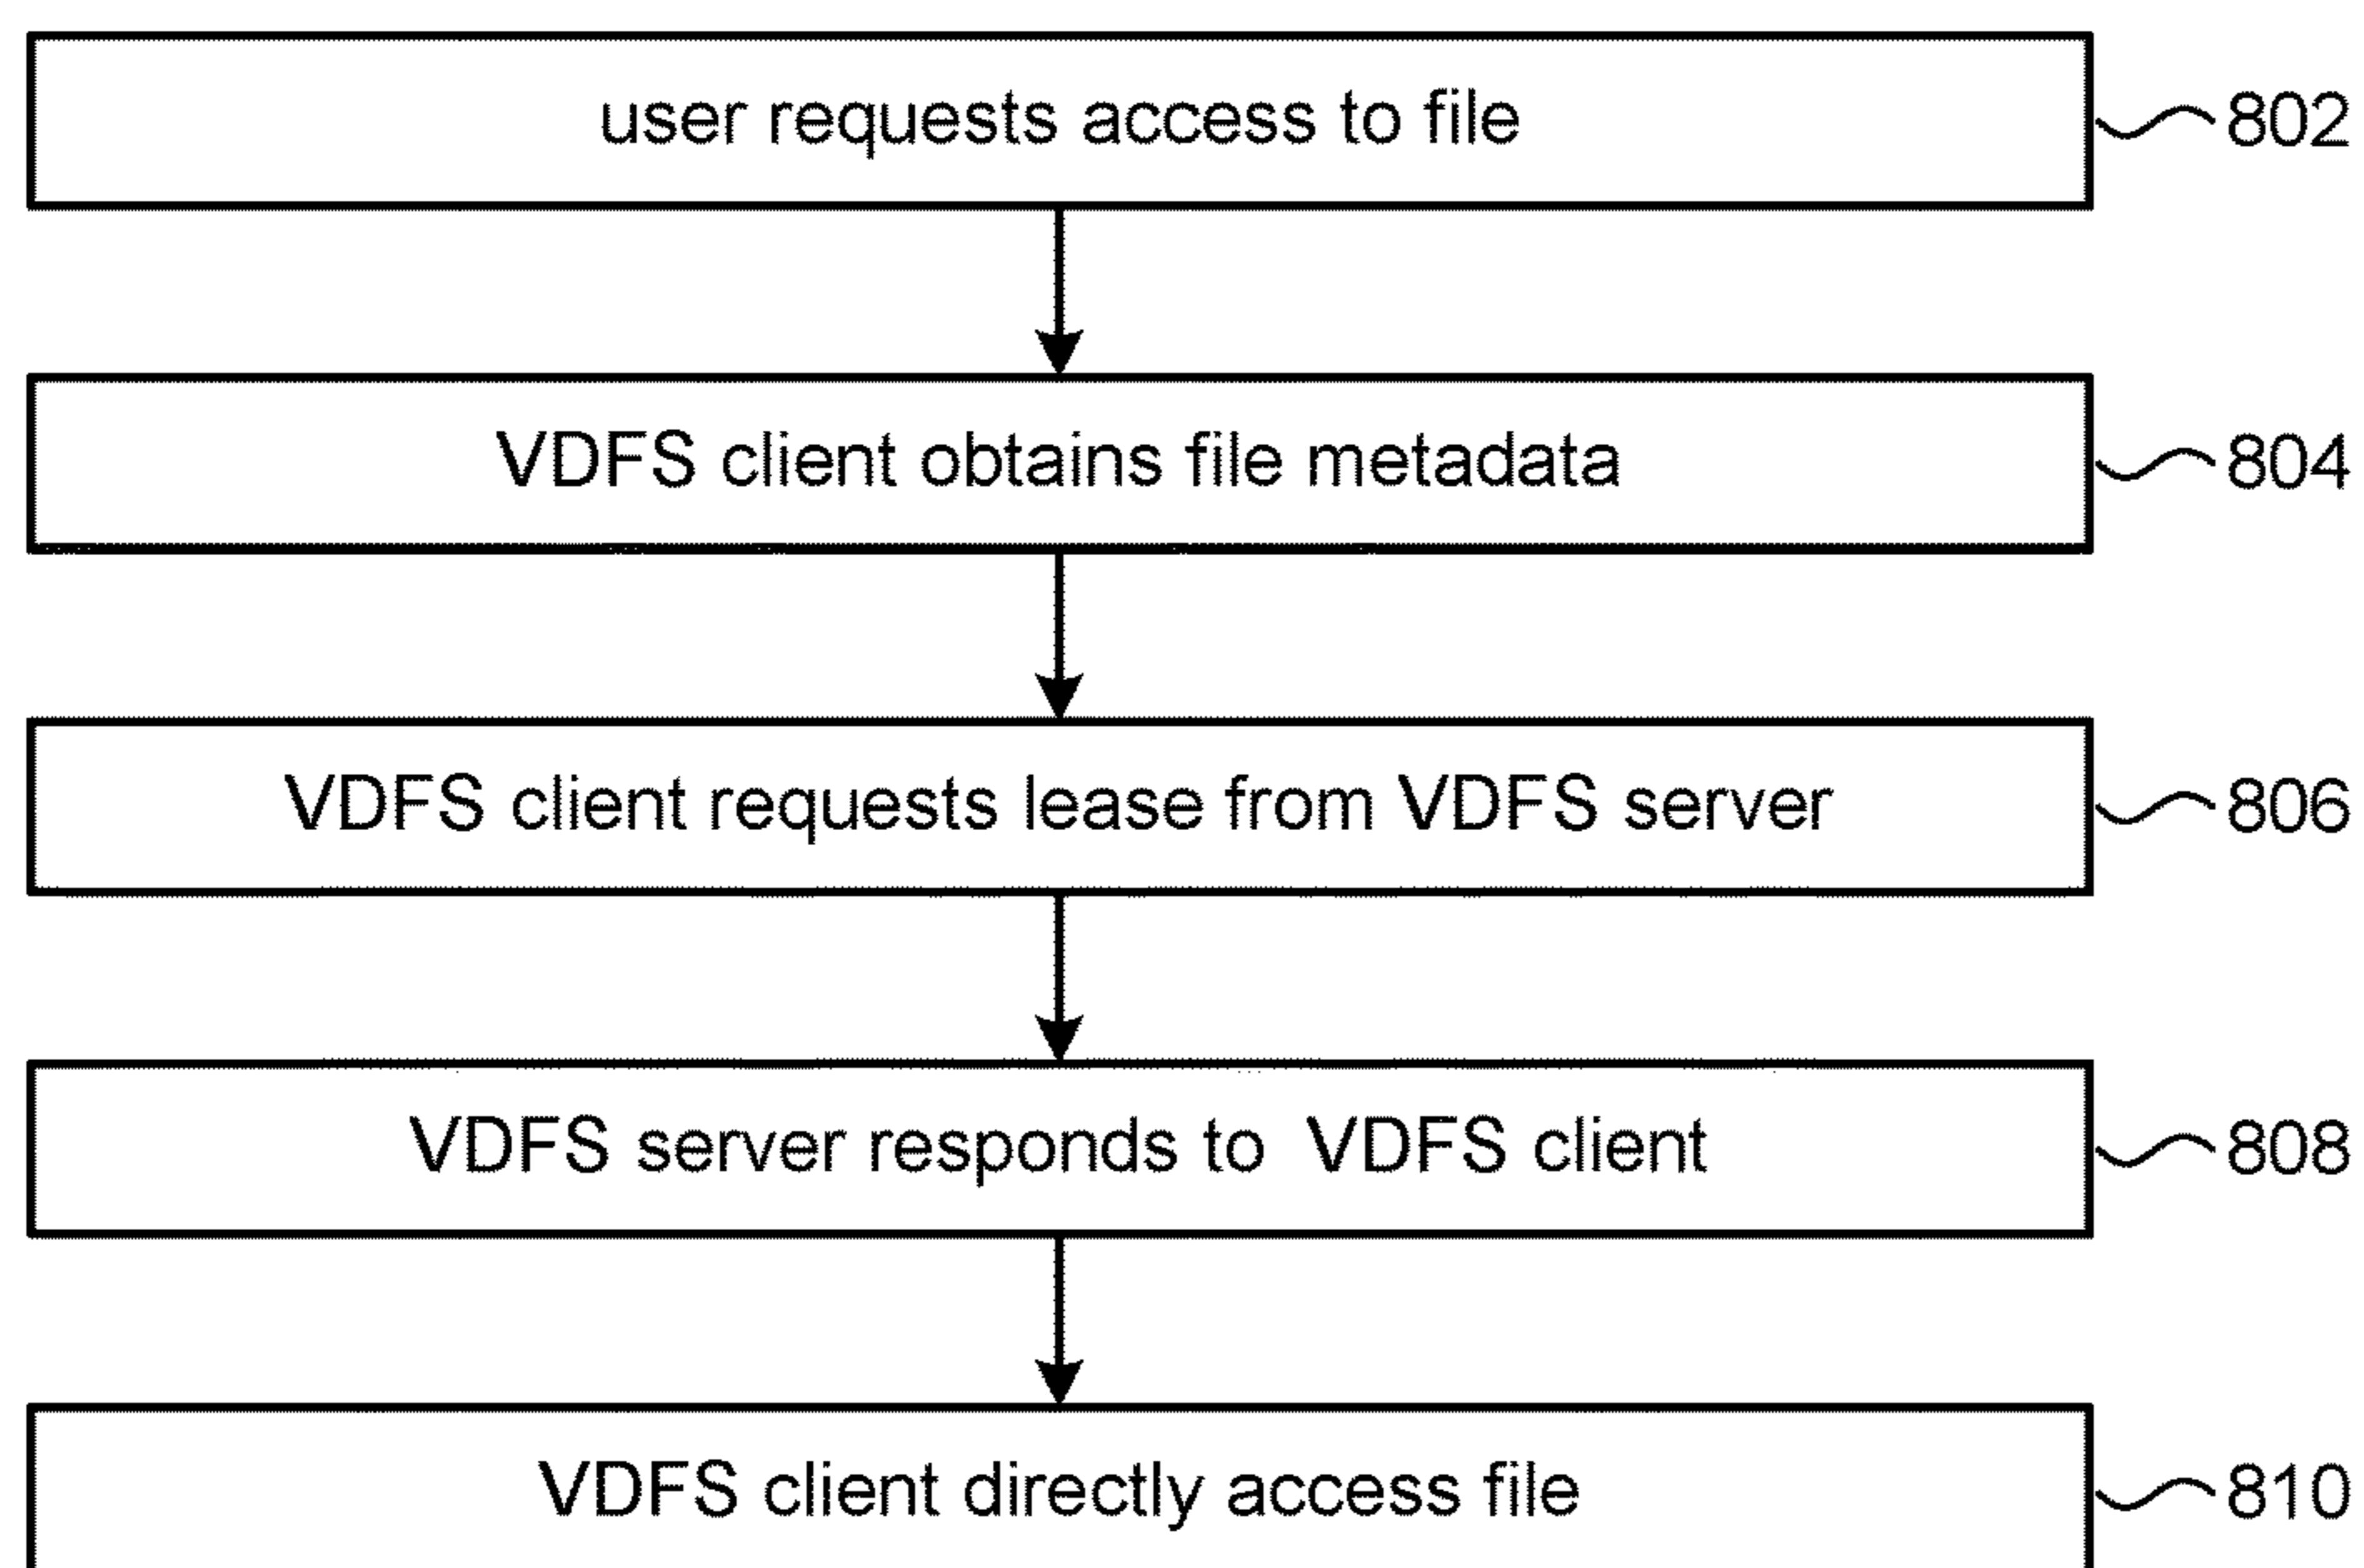 user requests access to file
802
VDFS client obtains file metadata
804
VDFS client requests lease from VDFS server
806
VDFS server responds to VDFS client
808
VDFS client directly access file
810